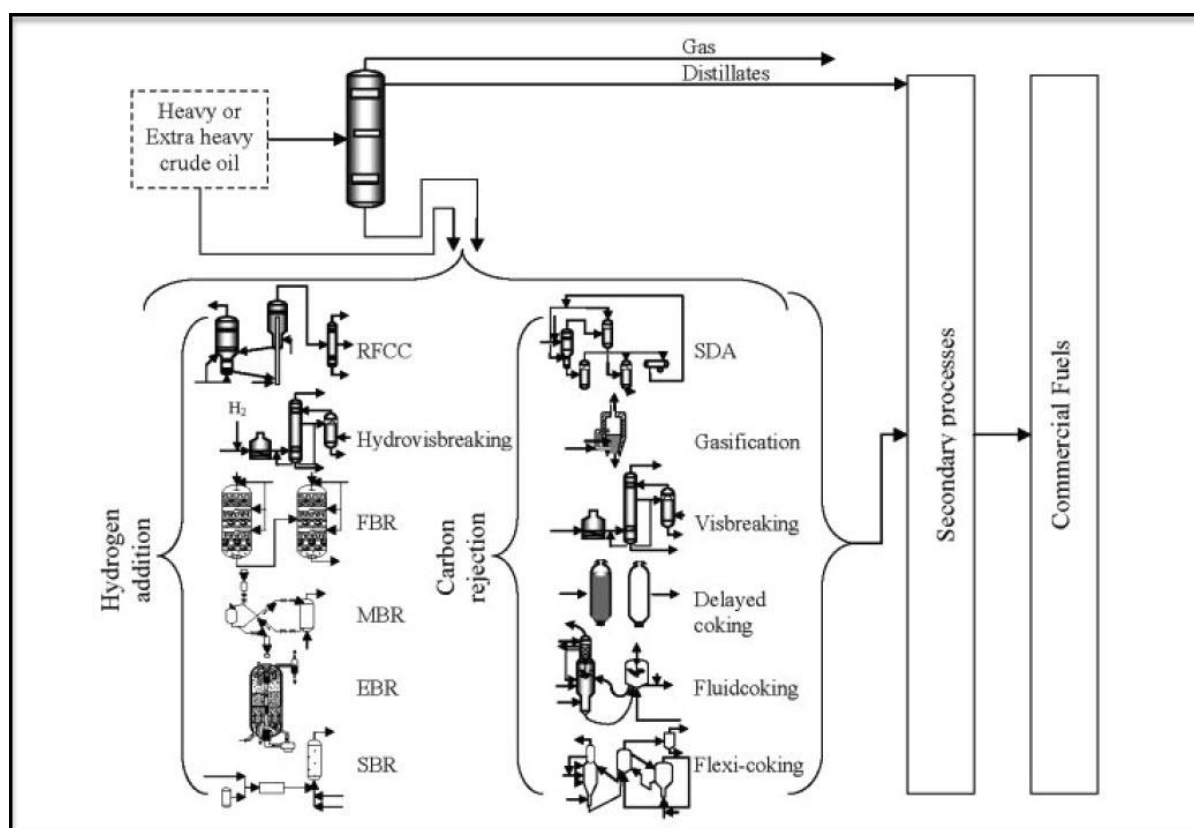 Gas
Distillates
Heavy or
Extra heavy
crude oil
Hydrogen
addition
RFCC
H₂
Hydrovisbreaking
FBR
MBR
EBR
SBR
Carbon
rejection
SDA
Gasification
Visbreaking
Delayed
coking
Fluidcoking
Flexi-coking
Secondary processes
Commercial Fuels